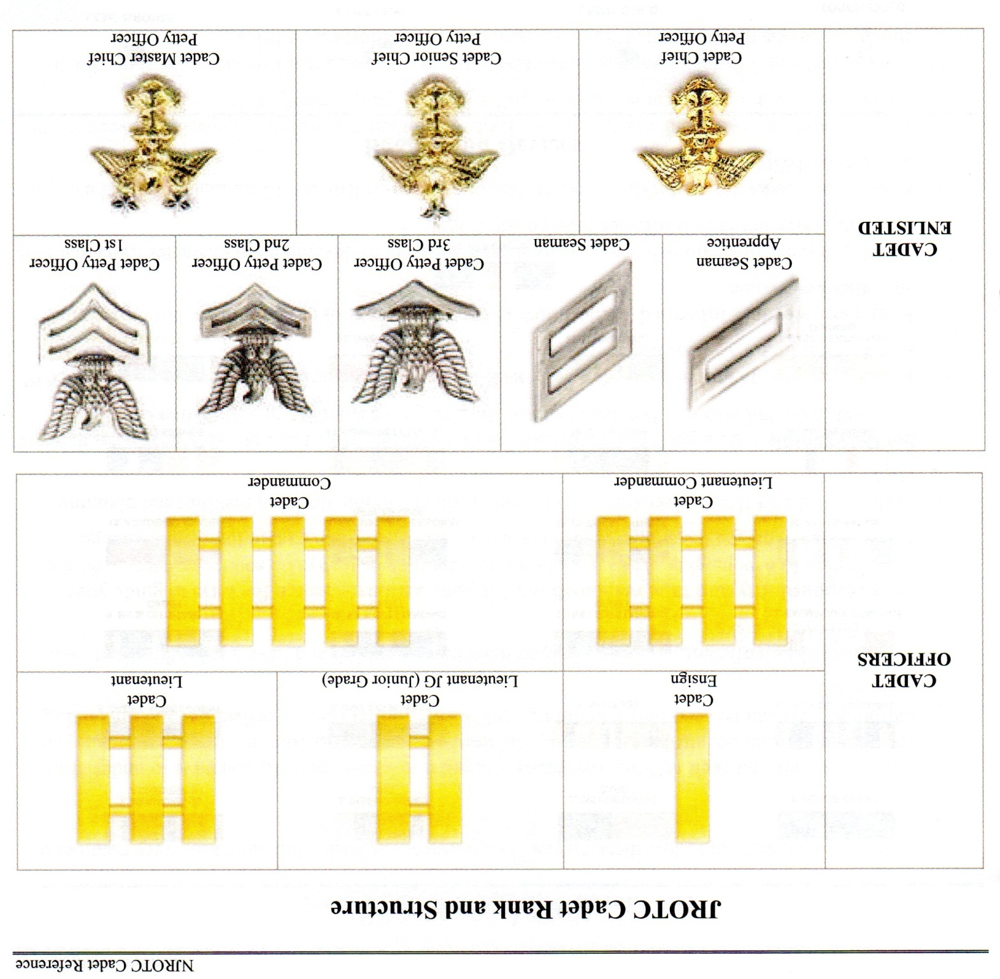 NJROTC Cadet Reference
JROTC Cadet Rank and Structure
CADET
OFFICERS
Cadet
Ensign
Cadet
Lieutenant JG (Junior Grade)
Cadet
Lieutenant
Cadet
Lieutenant Commander
Cadet
Commander
CADET
ENLISTED
Cadet Seaman
Apprentice
Cadet Seaman
Cadet Petty Officer
3rd Class
Cadet Petty Officer
2nd Class
Cadet Petty Officer
1st Class
Cadet Chief
Petty Officer
Cadet Senior Chief
Petty Officer
Cadet Master Chief
Petty Officer